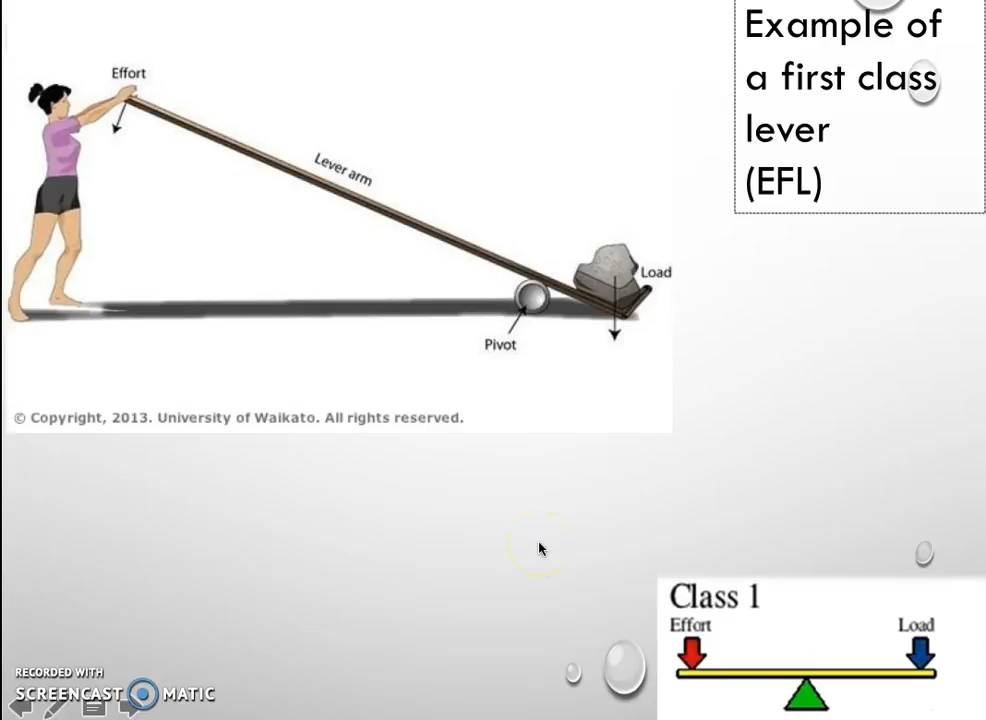 Example of
a first class
lever
(EFL)
Effort
Lever arm
Load
Pivot
© Copyright, 2013. University of Waikato. All rights reserved.
Class 1
Effort
Load
RECORDED WITH
SCREENCAST MATIC